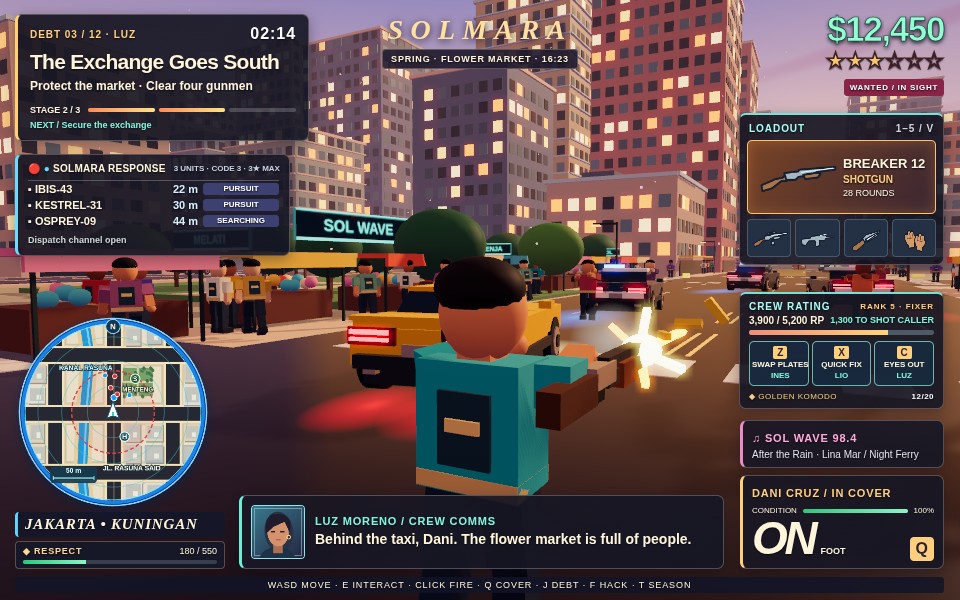 DEBT 03 / 12 · LUZ
02:14
The Exchange Goes South
Protect the market · Clear four gunmen
STAGE 2 / 3
NEXT / Secure the exchange
SOLMARA
SPRING · FLOWER MARKET · 16:23
$12,450
WANTED / IN SIGHT
SOLMARA RESPONSE
3 UNITS · CODE 3 · 3★ MAX
• IBIS-43 22 m PURSUIT
• KESTREL-31 30 m PURSUIT
• OSPREY-09 44 m SEARCHING
Dispatch channel open
MELATI
SOL WAVE
ENJA
LOADOUT 1–5 / V
BREAKER 12
SHOTGUN
28 ROUNDS
CREW RATING RANK 5 · FIXER
3,900 / 5,200 RP 1,300 TO SHOT CALLER
Z X C
SWAP PLATES QUICK FIX EYES OUT
INES LIO LUZ
◆ GOLDEN KOMODO 12/20
♫ SOL WAVE 98.4
After the Rain · Lina Mar / Night Ferry
DANI CRUZ / IN COVER
CONDITION 100%
ON FOOT
Q
N
KANAL RASUNA
S
MENTENG
H
50 m
JL. RASUNA SAID
JAKARTA • KUNINGAN
◆ RESPECT 180 / 550
LUZ MORENO / CREW COMMS
Behind the taxi, Dani. The flower market is full of people.
WASD MOVE · E INTERACT · CLICK FIRE · Q COVER · J DEBT · F HACK · T SEASON